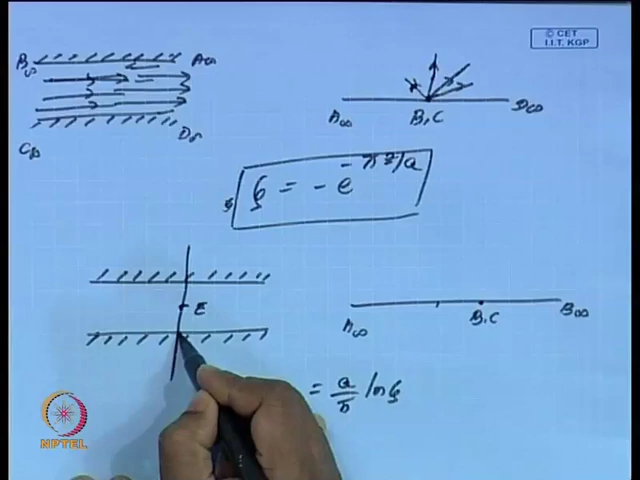 © CET
I.I.T, KGP
B∞ A∞
C∞ D∞
A∞ B,C D∞
ζ = - e^{-πz/a}
E
A∞ B,C B∞
= a/π ln ζ
NPTEL